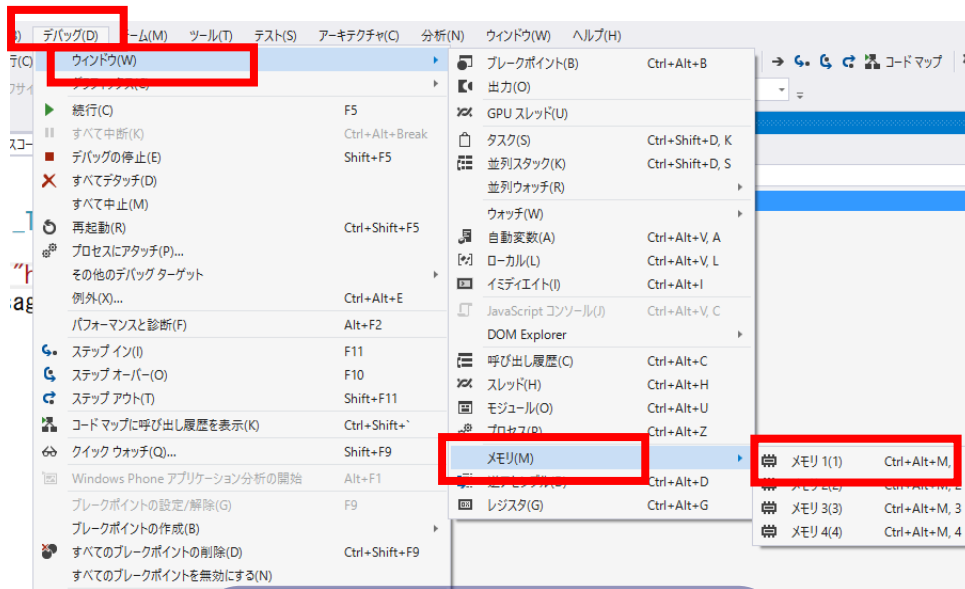 デバッグ(D) ーム(M) ツール(T) テスト(S) アーキテクチャ(C) 分析(N) ウィンドウ(W) ヘルプ(H)
ウィンドウ(W)
続行(C) F5
すべて中断(K) Ctrl+Alt+Break
デバッグの停止(E) Shift+F5
すべてデタッチ(D)
すべて中止(M)
再起動(R) Ctrl+Shift+F5
プロセスにアタッチ(P)...
その他のデバッグ ターゲット
例外(X)... Ctrl+Alt+E
パフォーマンスと診断(F) Alt+F2
ステップ イン(I) F11
ステップ オーバー(O) F10
ステップ アウト(T) Shift+F11
コード マップに呼び出し履歴を表示(K) Ctrl+Shift+`
クイック ウォッチ(Q)... Shift+F9
Windows Phone アプリケーション分析の開始 Alt+F1
ブレークポイントの設定/解除(G) F9
ブレークポイントの作成(B)
すべてのブレークポイントの削除(D) Ctrl+Shift+F9
すべてのブレークポイントを無効にする(N)
ブレークポイント(B) Ctrl+Alt+B
出力(O)
GPU スレッド(U)
タスク(S) Ctrl+Shift+D, K
並列スタック(K) Ctrl+Shift+D, S
並列ウォッチ(R)
ウォッチ(W)
自動変数(A) Ctrl+Alt+V, A
ローカル(L) Ctrl+Alt+V, L
イミディエイト(I) Ctrl+Alt+I
JavaScript コンソール(J) Ctrl+Alt+V, C
DOM Explorer
呼び出し履歴(C) Ctrl+Alt+C
スレッド(H) Ctrl+Alt+H
モジュール(O) Ctrl+Alt+U
プロセス(P) Ctrl+Alt+Z
メモリ(M)
Ctrl+Alt+D
レジスタ(G) Ctrl+Alt+G
メモリ 1(1) Ctrl+Alt+M,
メモリ 2(2) Ctrl+Alt+M, 2
メモリ 3(3) Ctrl+Alt+M, 3
メモリ 4(4) Ctrl+Alt+M, 4
コード マップ